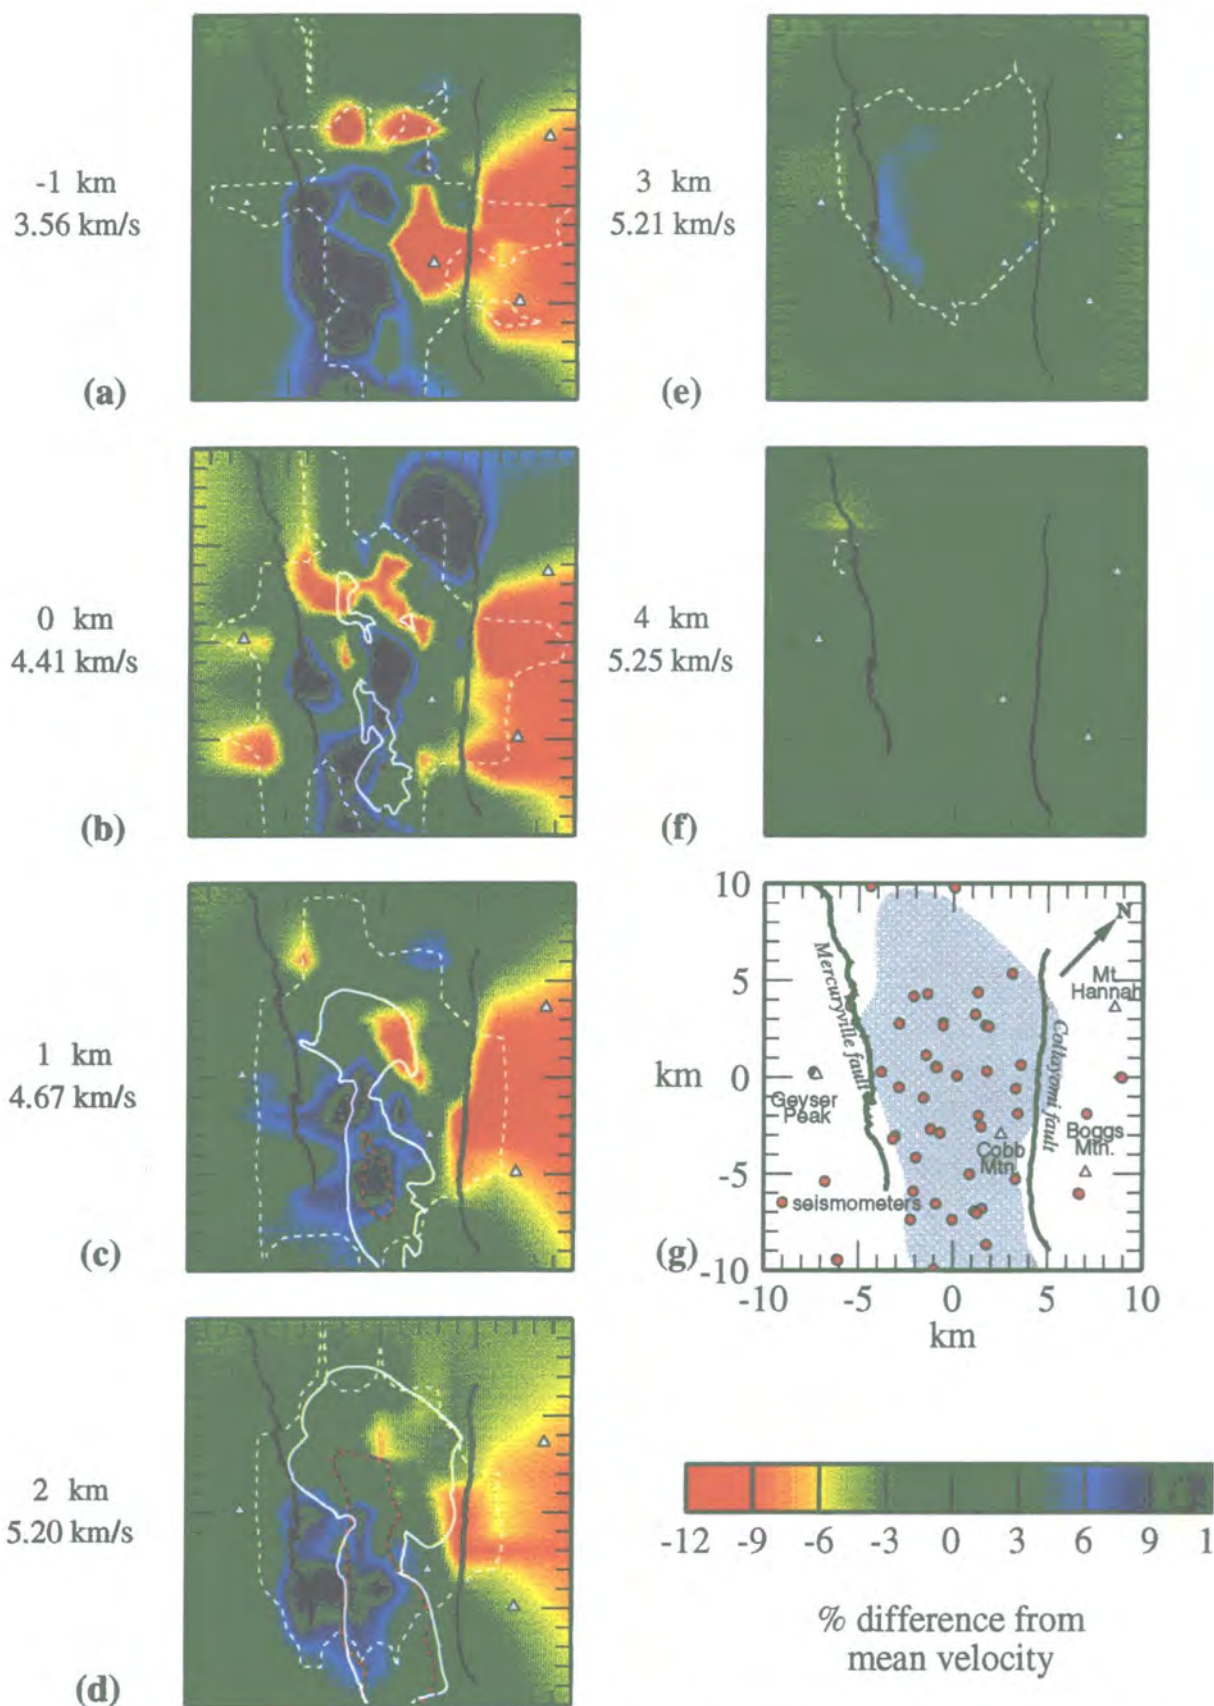 -1 km
3.56 km/s
(a)
0 km
4.41 km/s
(b)
1 km
4.67 km/s
(c)
2 km
5.20 km/s
(d)
3 km
5.21 km/s
(e)
4 km
5.25 km/s
(f)
10
5
km 0
-5
-10
(g)
-10 -5 0 5 10
km
N
Mercuryville fault
Collayomi fault
Mt.
Hannah
Geyser
Peak
Cobb
Mtn.
Boggs
Mtn.
seismometers
-12 -9 -6 -3 0 3 6 9 1
% difference from
mean velocity